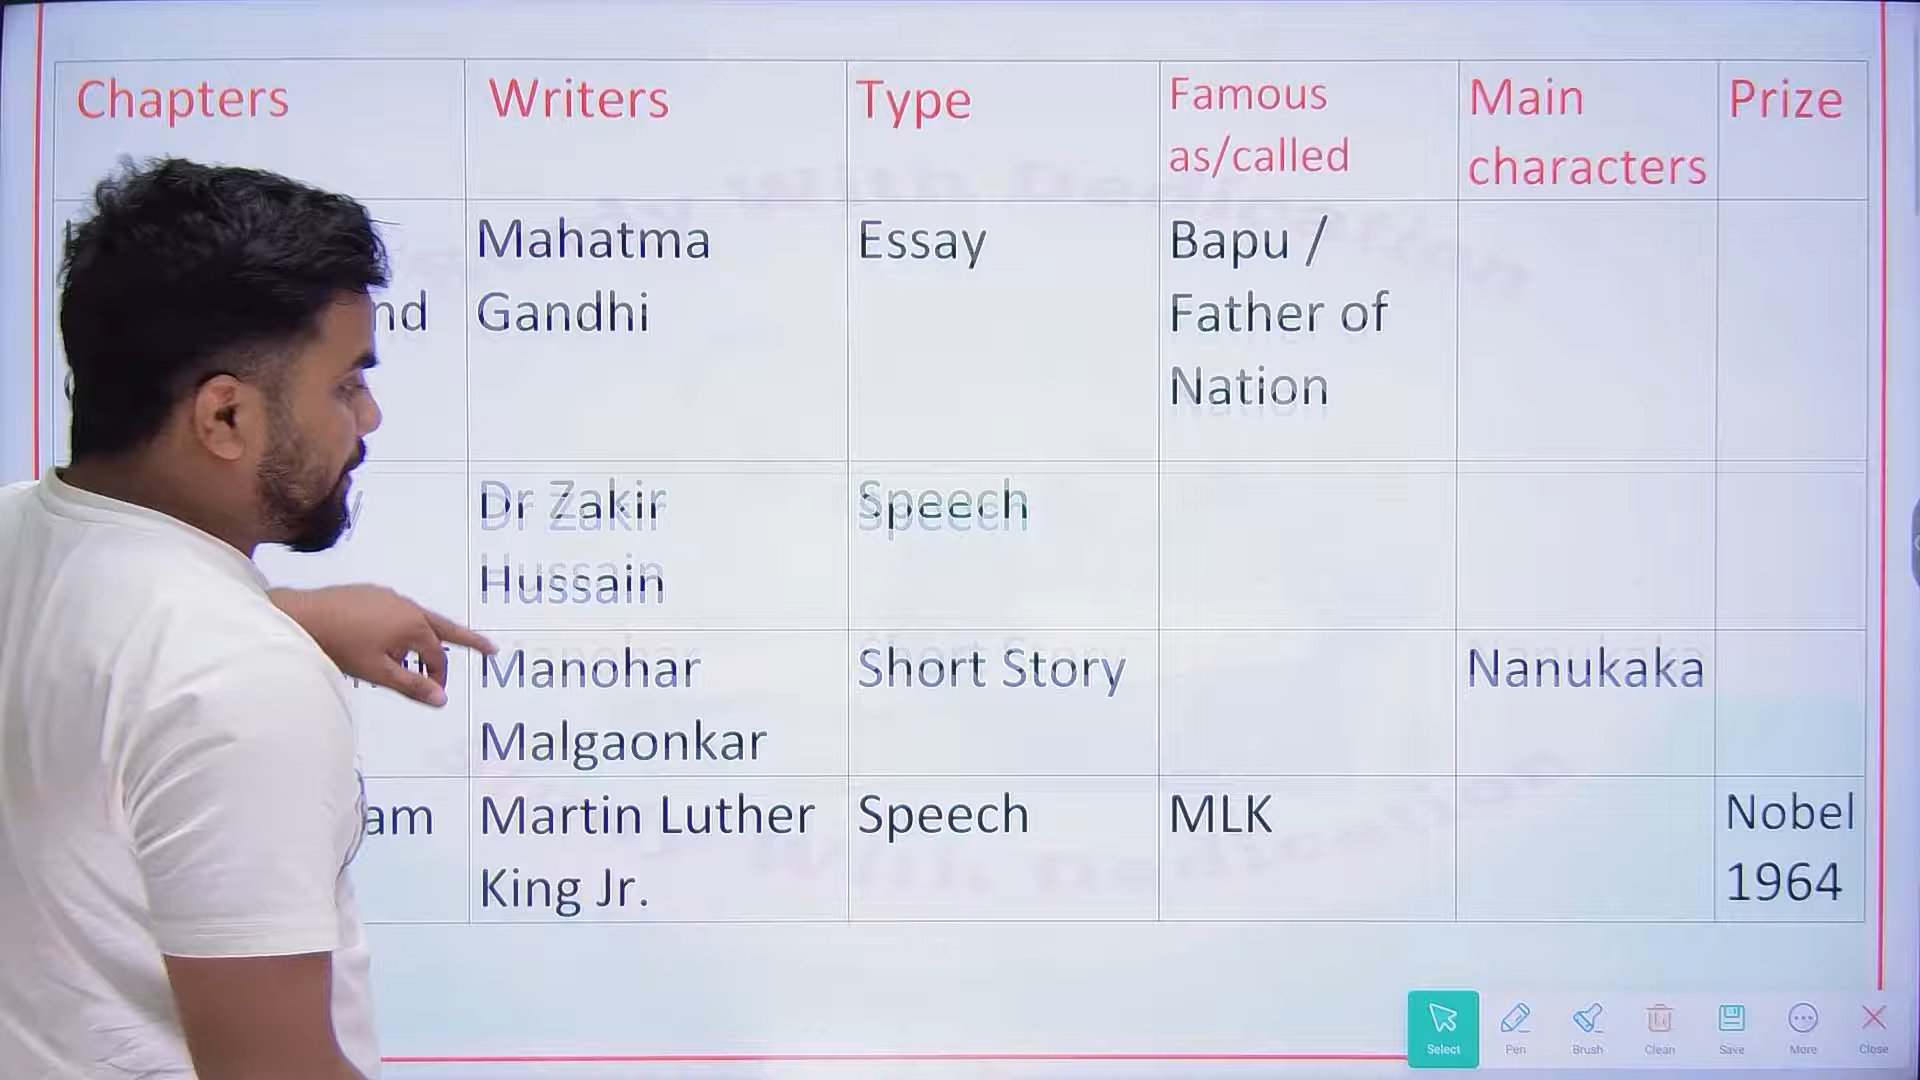 Chapters
Writers
Type
Famous
as/called
Main
characters
Prize
Mahatma
Gandhi
Essay
Bapu /
Father of
Nation
Dr Zakir
Hussain
Speech
Manohar
Malgaonkar
Short Story
Nanukaka
Martin Luther
King Jr.
Speech
MLK
Nobel
1964
Select
Pen
Brush
Clean
Save
More
Close